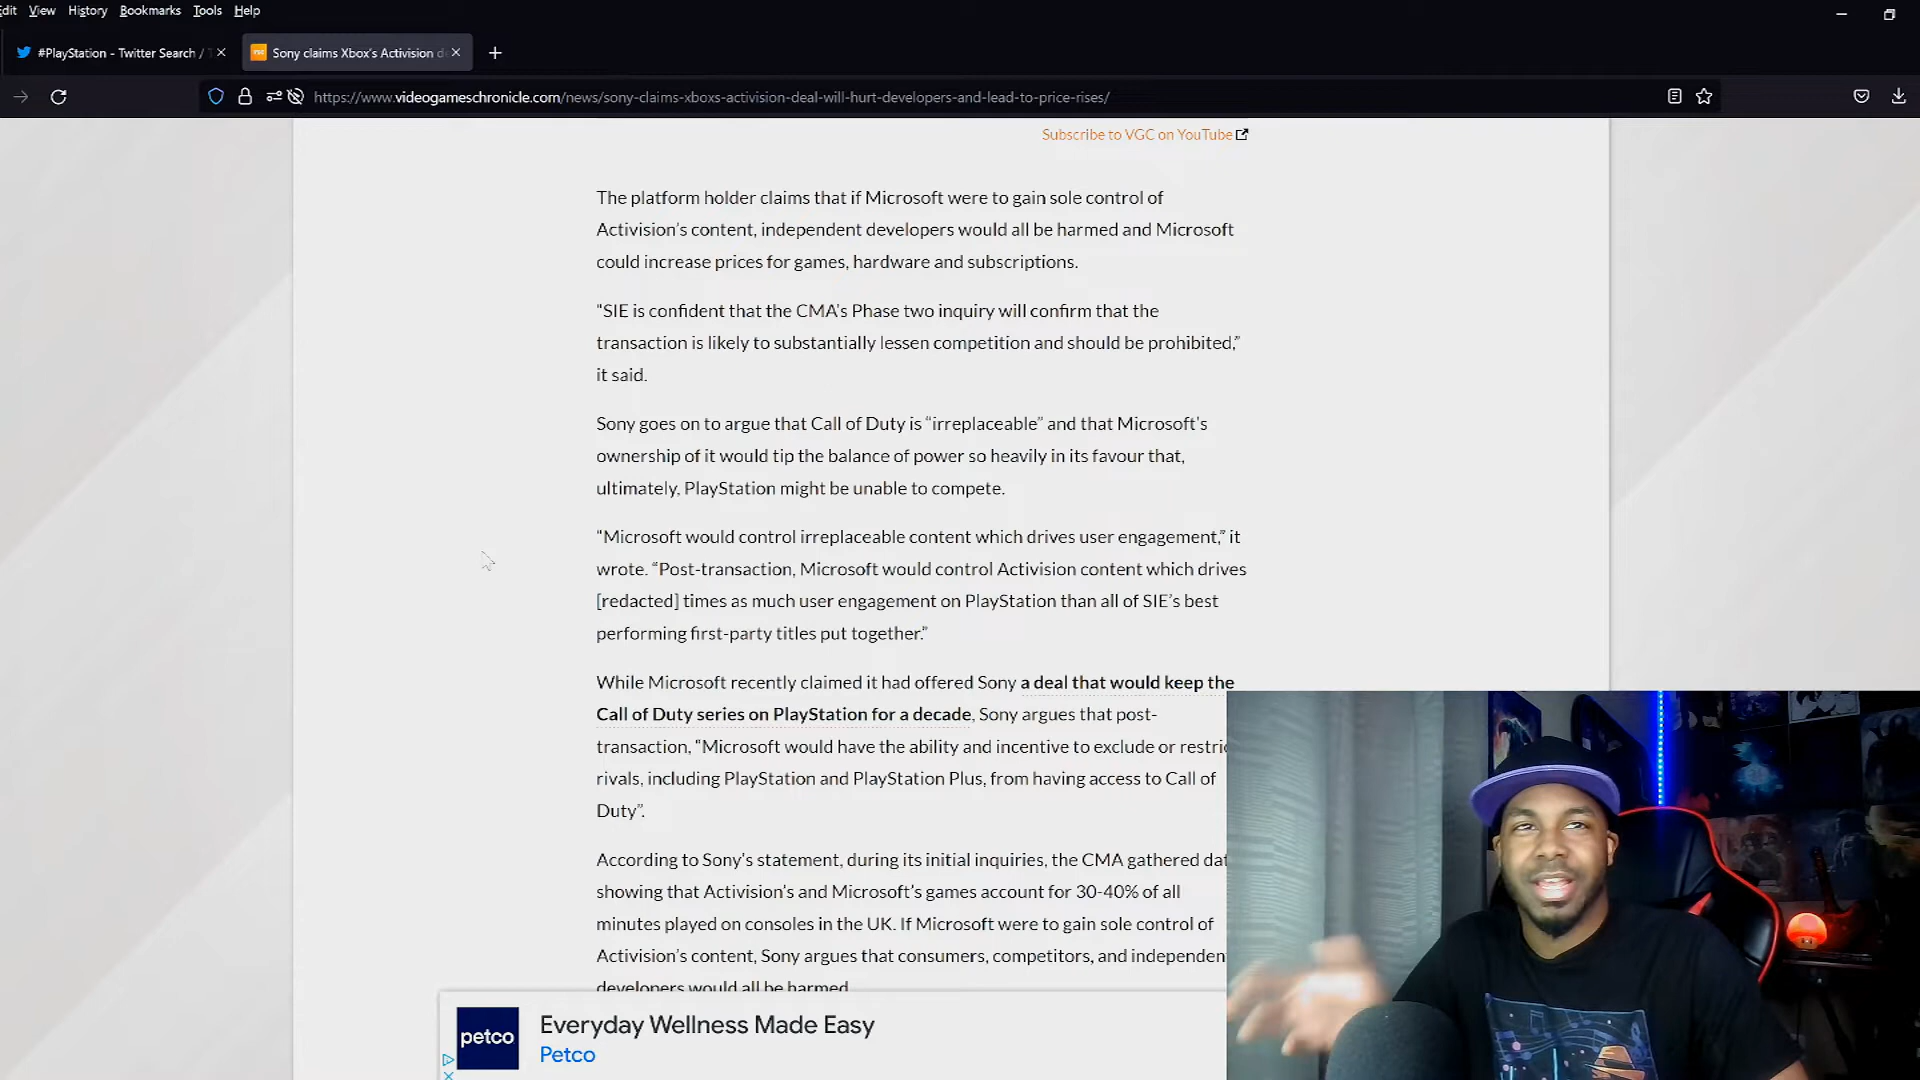 Edit View History Bookmarks Tools Help
#PlayStation - Twitter Search /
Sony claims Xbox's Activision de
https://www.videogameschronicle.com/news/sony-claims-xboxs-activision-deal-will-hurt-developers-and-lead-to-price-rises/
Subscribe to VGC on YouTube
The platform holder claims that if Microsoft were to gain sole control of
Activision's content, independent developers would all be harmed and Microsoft
could increase prices for games, hardware and subscriptions.
“SIE is confident that the CMA's Phase two inquiry will confirm that the
transaction is likely to substantially lessen competition and should be prohibited,”
it said.
Sony goes on to argue that Call of Duty is “irreplaceable” and that Microsoft's
ownership of it would tip the balance of power so heavily in its favour that,
ultimately, PlayStation might be unable to compete.
“Microsoft would control irreplaceable content which drives user engagement,” it
wrote. “Post-transaction, Microsoft would control Activision content which drives
[redacted] times as much user engagement on PlayStation than all of SIE's best
performing first-party titles put together.”
While Microsoft recently claimed it had offered Sony a deal that would keep the
Call of Duty series on PlayStation for a decade, Sony argues that post-
transaction, “Microsoft would have the ability and incentive to exclude or restric
rivals, including PlayStation and PlayStation Plus, from having access to Call of
Duty”.
According to Sony's statement, during its initial inquiries, the CMA gathered dat
showing that Activision's and Microsoft's games account for 30-40% of all
minutes played on consoles in the UK. If Microsoft were to gain sole control of
Activision's content, Sony argues that consumers, competitors, and independen
developers would all be harmed
petco
Everyday Wellness Made Easy
Petco